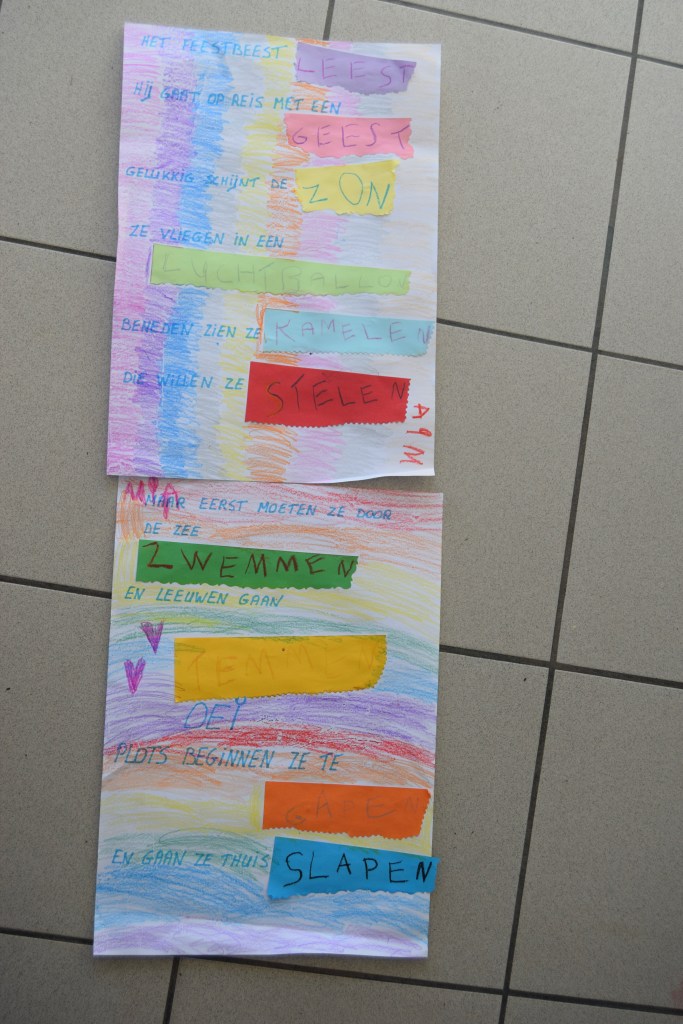 HET FEESTBEEST LEEST
HIJ GAAT OP REIS MET EEN
GEEST
GELUKKIG SCHIJNT DE ZON
ZE VLIEGEN IN EEN
LUCHTBALLON
BENEDEN ZIEN ZE KAMELEN
DIE WILLEN ZE STELEN
MIA
MAAR EERST MOETEN ZE DOOR
DE ZEE
ZWEMMEN
EN LEEUWEN GAAN
TEMMEN
OEI
PLOTS BEGINNEN ZE TE
GAPEN
EN GAAN ZE THUIS SLAPEN